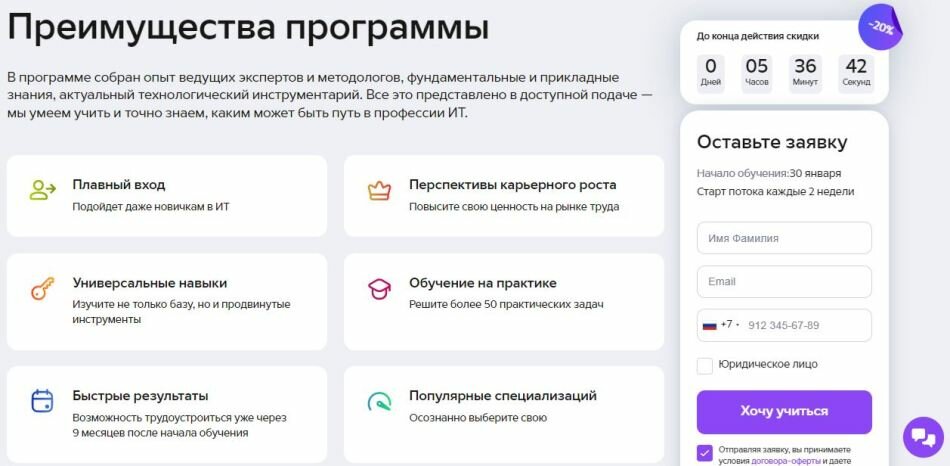 Преимущества программы
В программе собран опыт ведущих экспертов и методологов, фундаментальные и прикладные
знания, актуальный технологический инструментарий. Все это представлено в доступной подаче —
мы умеем учить и точно знаем, каким может быть путь в профессии ИТ.
Плавный вход
Подойдет даже новичкам в ИТ
Перспективы карьерного роста
Повысите свою ценность на рынке труда
Универсальные навыки
Изучите не только базу, но и продвинутые
инструменты
Обучение на практике
Решите более 50 практических задач
Быстрые результаты
Возможность трудоустроиться уже через
9 месяцев после начала обучения
Популярные специализаций
Осознанно выберите свою
-20%
До конца действия скидки
0 05 36 42
Дней Часов Минут Секунд
Оставьте заявку
Начало обучения:30 января
Старт потока каждые 2 недели
Имя Фамилия
Email
+7 912 345-67-89
Юридическое лицо
Хочу учиться
Отправляя заявку, вы принимаете
условия договора-оферты и даете